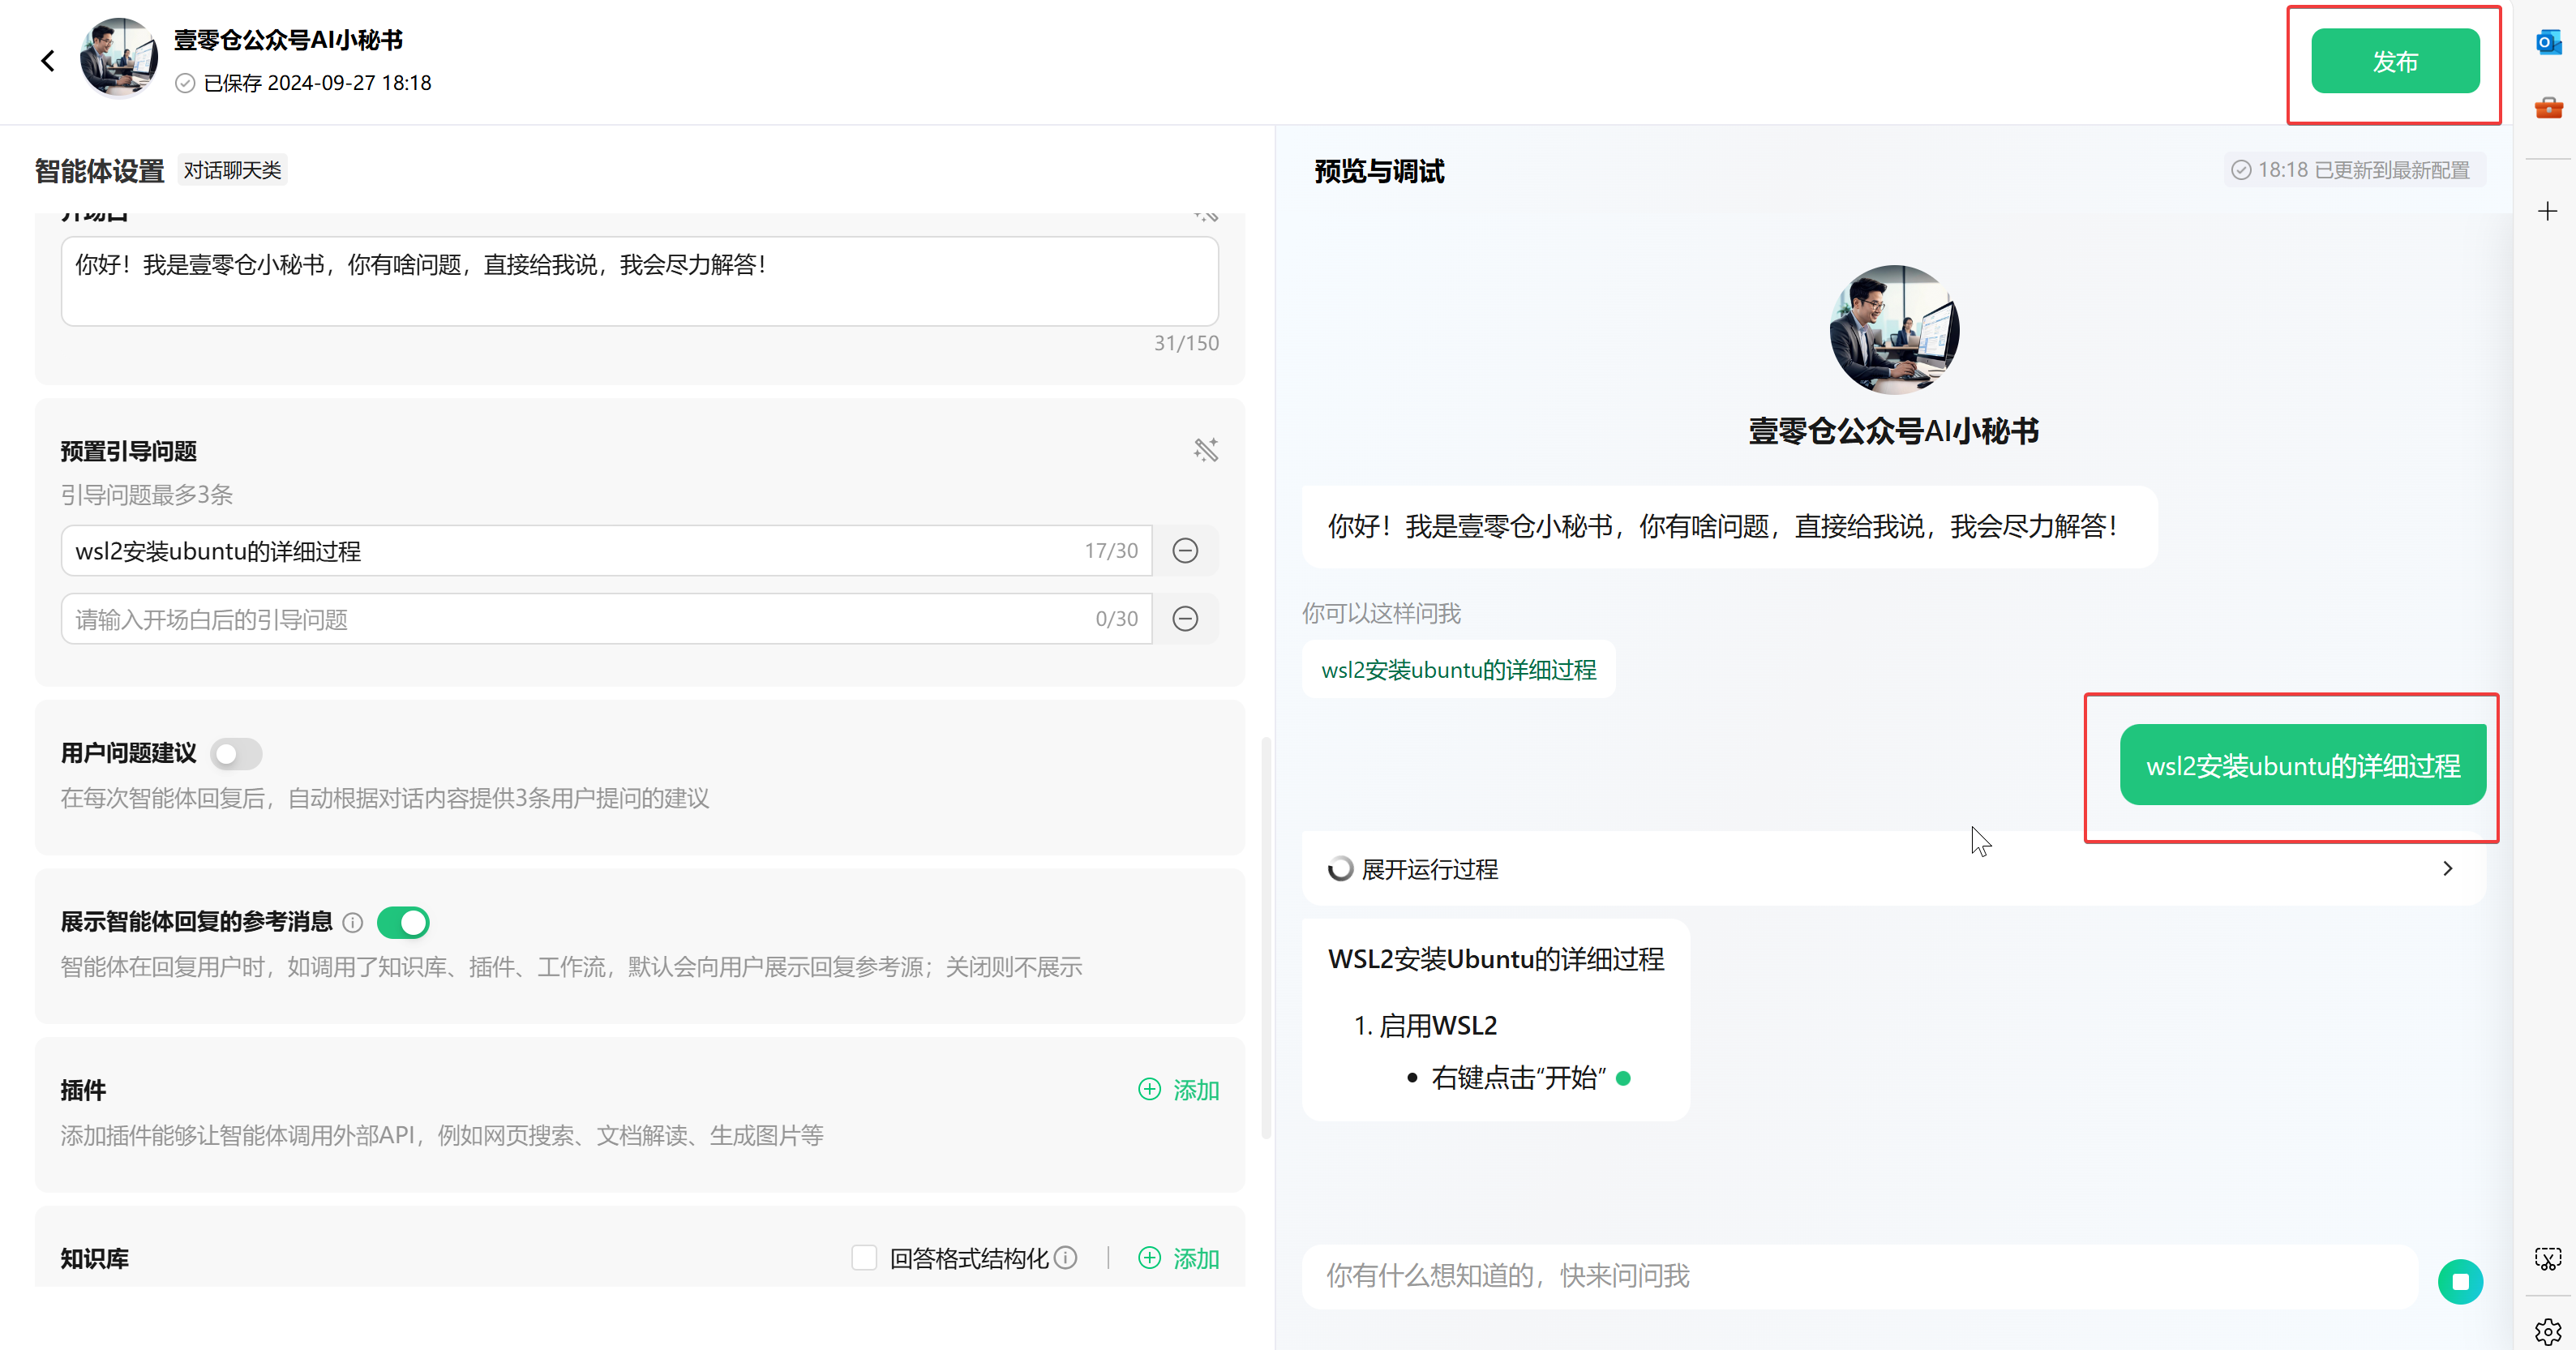 壹零仓公众号AI小秘书
已保存 2024-09-27 18:18
发布
智能体设置
对话聊天类
开场白
你好！我是壹零仓小秘书，你有啥问题，直接给我说，我会尽力解答！
31/150
预置引导问题
引导问题最多3条
wsl2安装ubuntu的详细过程
17/30
请输入开场白后的引导问题
0/30
用户问题建议
在每次智能体回复后，自动根据对话内容提供3条用户提问的建议
展示智能体回复的参考消息
智能体在回复用户时，如调用了知识库、插件、工作流，默认会向用户展示回复参考源；关闭则不展示
插件
添加
添加插件能够让智能体调用外部API，例如网页搜索、文档解读、生成图片等
知识库
回答格式结构化
添加
预览与调试
18:18 已更新到最新配置
壹零仓公众号AI小秘书
你好！我是壹零仓小秘书，你有啥问题，直接给我说，我会尽力解答！
你可以这样问我
wsl2安装ubuntu的详细过程
wsl2安装ubuntu的详细过程
展开运行过程
WSL2安装Ubuntu的详细过程
1. 启用WSL2
• 右键点击“开始”
你有什么想知道的，快来问问我